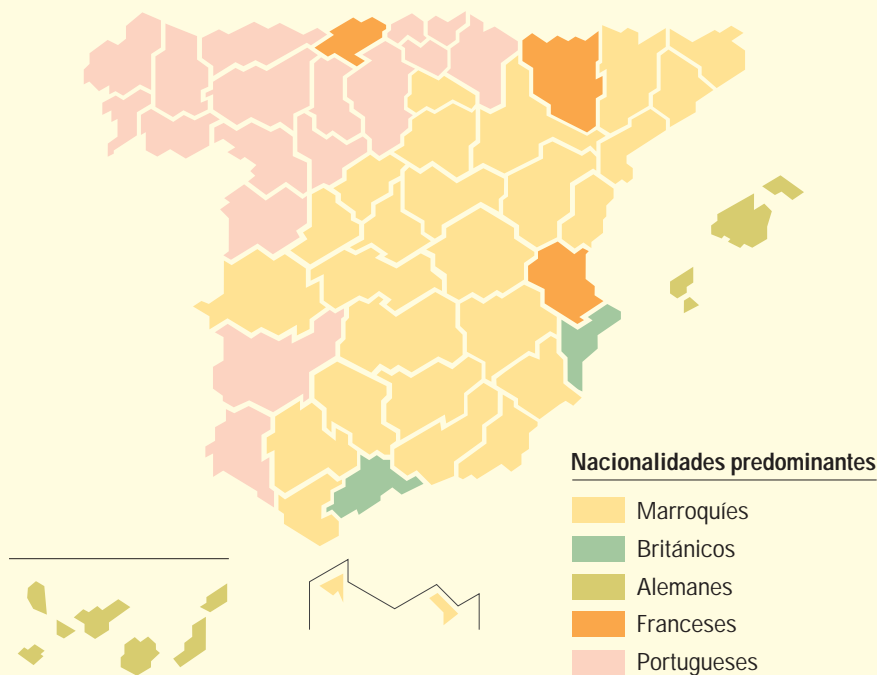 Nacionalidades predominantes
Marroquíes
Británicos
Alemanes
Franceses
Portugueses